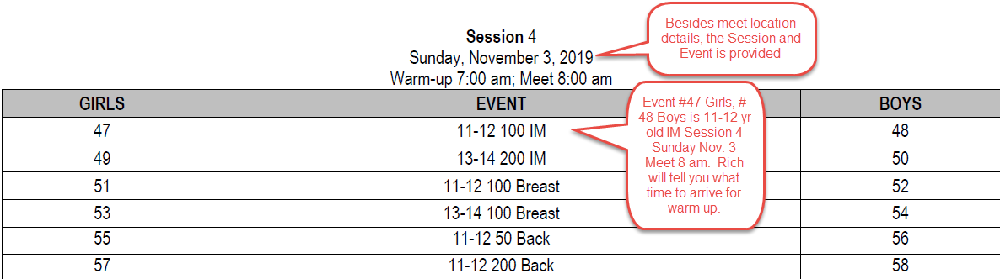 Session 4
Sunday, November 3, 2019
Warm-up 7:00 am; Meet 8:00 am
Besides meet location
details, the Session and
Event is provided
GIRLS EVENT BOYS
47 11-12 100 IM 48
49 13-14 200 IM 50
51 11-12 100 Breast 52
53 13-14 100 Breast 54
55 11-12 50 Back 56
57 11-12 200 Back 58
Event #47 Girls, #
48 Boys is 11-12 yr
old IM Session 4
Sunday Nov. 3
Meet 8 am. Rich
will tell you what
time to arrive for
warm up.